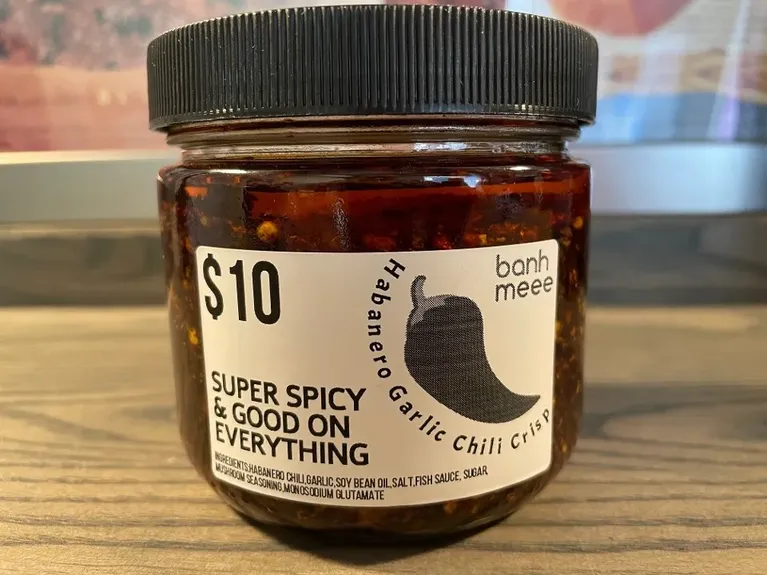 $10
banh
meee
Habanero Garlic Chili Crisp
SUPER SPICY
& GOOD ON
EVERYTHING
INGREDIENTS,HABANERO CHILI,GARLIC,SOY BEAN OIL,SALT,FISH SAUCE, SUGAR,
MUSHROOM SEASONING,MONOSODIUM GLUTAMATE